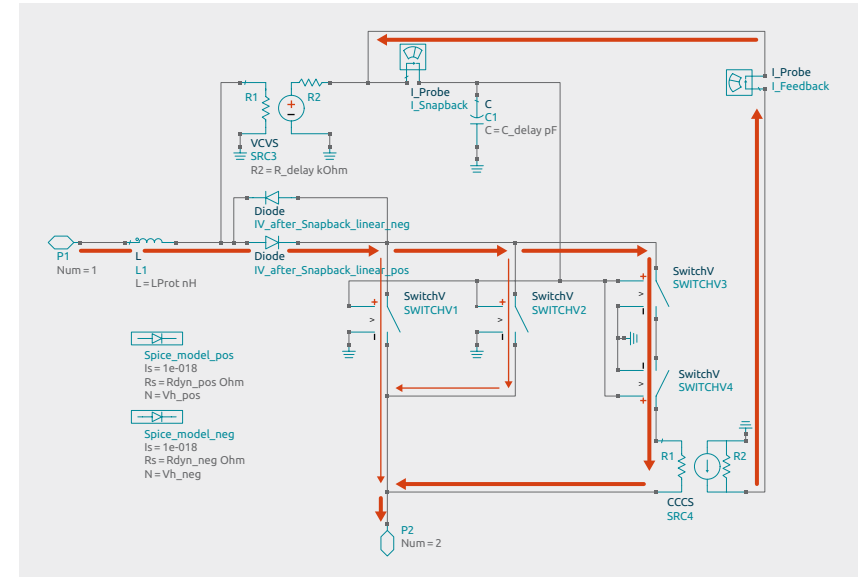 I_Probe
I_Feedback
I_Probe
I_Snapback
R1
R2
+
VCVS
SRC3
R2=R_delay kOhm
C
C1
C=C_delay pF
Diode
IV_after_Snapback_linear_neg
P1
Num=1
L
L1
L=LProt nH
Diode
IV_after_Snapback_linear_pos
SwitchV
SWITCHV1
SwitchV
SWITCHV2
SwitchV
SWITCHV3
SwitchV
SWITCHV4
Spice_model_pos
Is=1e-018
Rs=Rdyn_pos Ohm
N=Vh_pos
Spice_model_neg
Is=1e-018
Rs=Rdyn_neg Ohm
N=Vh_neg
R1
R2
CCCS
SRC4
P2
Num=2